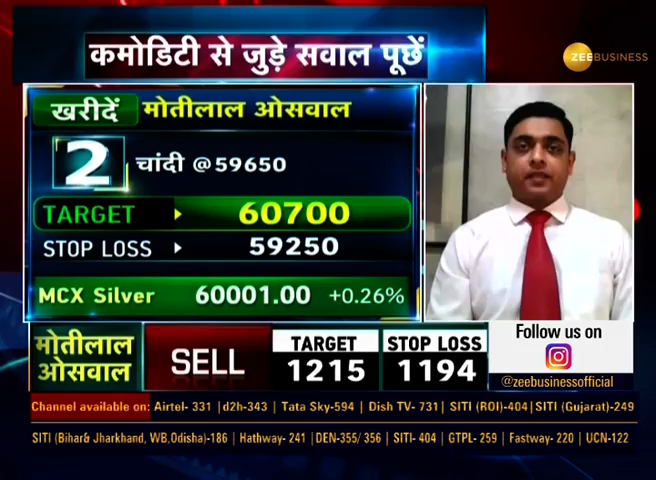 कमोडिटी से जुड़े सवाल पूछें
ZEE BUSINESS
खरीदें मोतीलाल ओसवाल
2 चांदी @59650
TARGET 60700
STOP LOSS 59250
MCX Silver 60001.00 +0.26%
मोतीलाल ओसवाल
SELL
TARGET
1215
STOP LOSS
1194
Follow us on
@zeebusinessofficial
Channel available on: Airtel- 331 | d2h-343 | Tata Sky-594 | Dish TV- 731 | SITI (ROI)-404 | SITI (Gujarat)-249
SITI (Bihar& Jharkhand, WB,Odisha)-186 | Hathway- 241 | DEN-355/ 356 | SITI- 404 | GTPL- 259 | Fastway- 220 | UCN-122